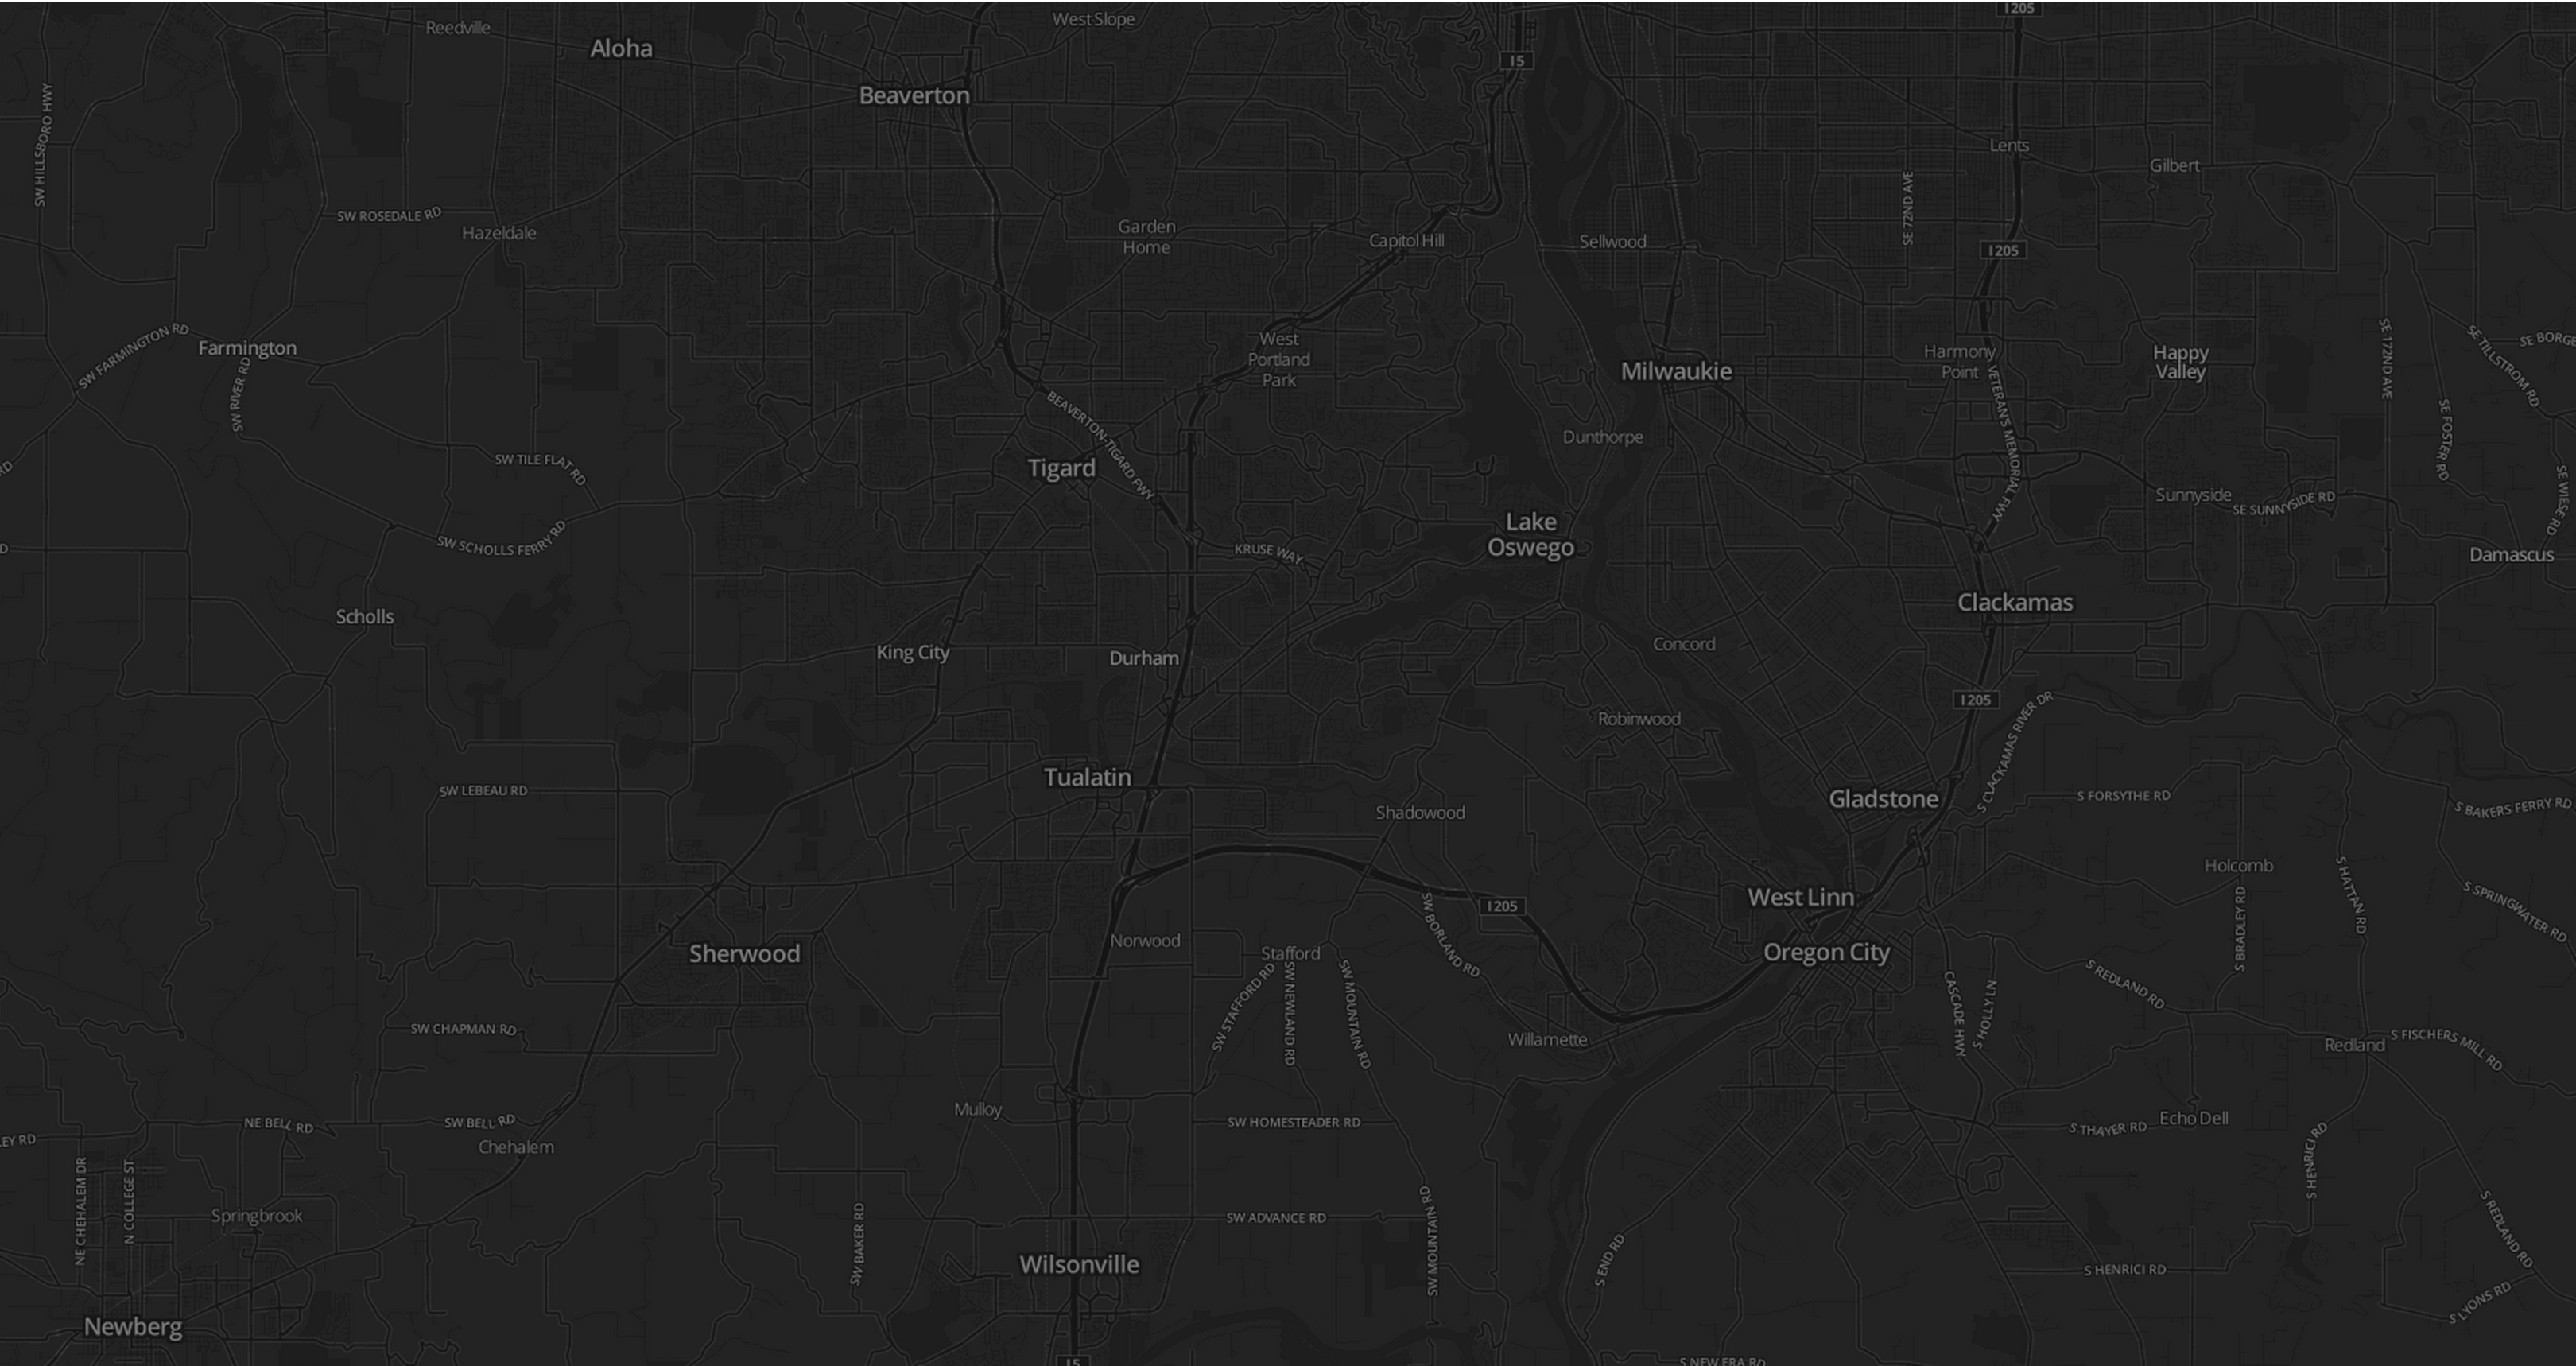 I205
West Slope
Reedville
Aloha
I5
Beaverton
SW HILLSBORO HWY
Lents
Gilbert
SE 72ND AVE
SW ROSEDALE RD
Hazeldale
Garden
Home
Capitol Hill
Sellwood
I205
SW FARMINGTON RD
Farmington
SW RIVER RD
West
Portland
Park
Milwaukie
Harmony
Point
Happy
Valley
SE 172ND AVE
SE TILLSTROM RD
SE BORGE
BEAVERTON-TIGARD FWY
VETERANS MEMORIAL FWY
SE FOSTER RD
Dunthorpe
RD
SW TILE FLAT RD
Tigard
Sunnyside
SE SUNNYSIDE RD
SE WIESE RD
SW SCHOLLS FERRY RD
KRUSE WAY
Lake
Oswego
D
Damascus
Scholls
Clackamas
King City
Durham
Concord
I205
S CLACKAMAS RIVER DR
Robinwood
Tualatin
SW LEBEAU RD
Shadowood
Gladstone
S FORSYTHE RD
S BAKERS FERRY RD
Holcomb
S HATTAN RD
S BRADLEY RD
S SPRINGWATER RD
West Linn
I205
SW BORLAND RD
Norwood
Sherwood
Stafford
Oregon City
SW STAFFORD RD
SW NEWLAND RD
SW MOUNTAIN RD
CASCADE HWY
S HOLLY LN
S REDLAND RD
SW CHAPMAN RD
Willamette
Redland
S FISCHERS MILL RD
Mulloy
NE BELL RD
SW BELL RD
SW HOMESTEADER RD
S THAYER RD
Echo Dell
EY RD
Chehalem
NE CHEHALEM DR
N COLLEGE ST
S HENRICI RD
Springbrook
SW BAKER RD
SW ADVANCE RD
SW MOUNTAIN RD
S END RD
S REDLAND RD
Wilsonville
S HENRICI RD
S LYONS RD
Newberg
I5
S NEW ERA RD